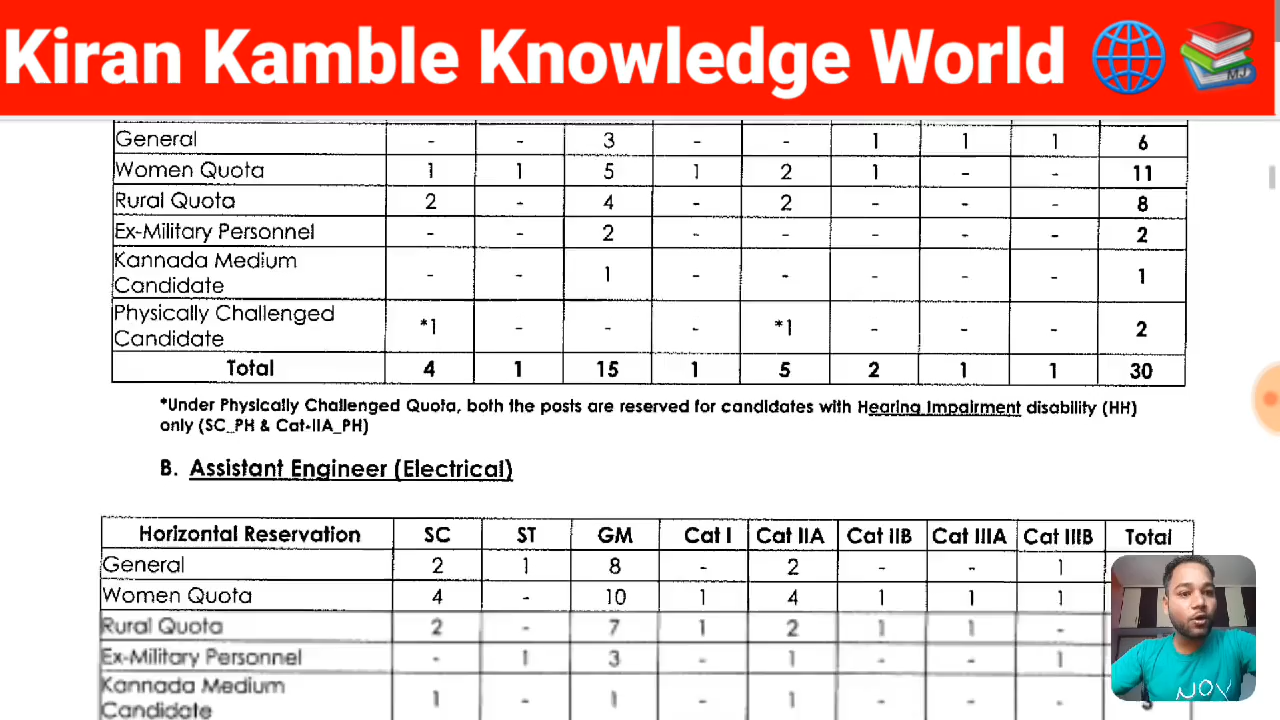 Kiran Kamble Knowledge World
MJ
General - - 3 - - 1 1 1 6
Women Quota 1 1 5 1 2 1 - - 11
Rural Quota 2 - 4 - 2 - - - 8
Ex-Military Personnel - - 2 - - - - - 2
Kannada Medium
Candidate - - 1 - - - - - 1
Physically Challenged
Candidate *1 - - - *1 - - - 2
Total 4 1 15 1 5 2 1 1 30
*Under Physically Challenged Quota, both the posts are reserved for candidates with Hearing Impairment disability (HH)
only (SC_PH & Cat-IIA_PH)
B. Assistant Engineer (Electrical)
Horizontal Reservation SC ST GM Cat I Cat IIA Cat IIB Cat IIIA Cat IIIB Total
General 2 1 8 - 2 - - 1
Women Quota 4 - 10 1 4 1 1 1
Rural Quota 2 - 7 1 2 1 1 -
Ex-Military Personnel - 1 3 - 1 - - 1
Kannada Medium
Candidate 1 - 1 - 1 - - -
NOV